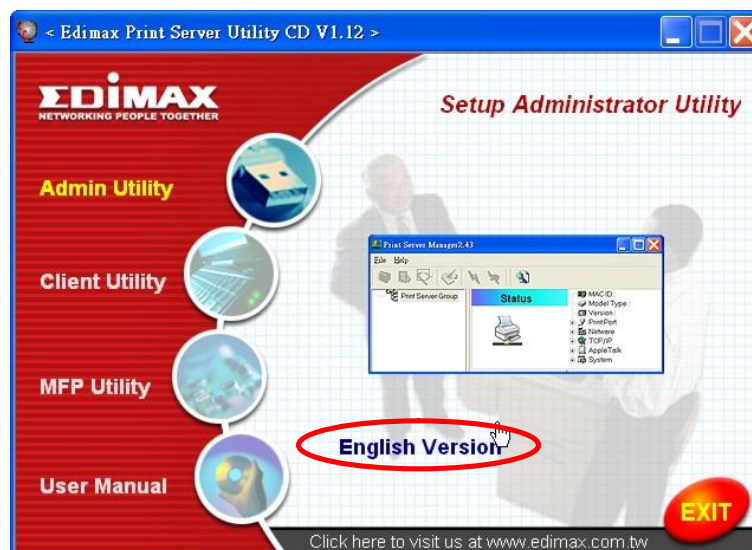 < Edimax Print Server Utility CD V1.12 >
EDIMAX
NETWORKING PEOPLE TOGETHER
Setup Administrator Utility
Admin Utility
Client Utility
MFP Utility
User Manual
Print Server Manager2.43
File Help
Print Server Group
Status
MAC ID :
Model Type :
Version :
PrintPort
Netware
TCP/IP
AppleTalk
System
English Version
EXIT
Click here to visit us at www.edimax.com.tw